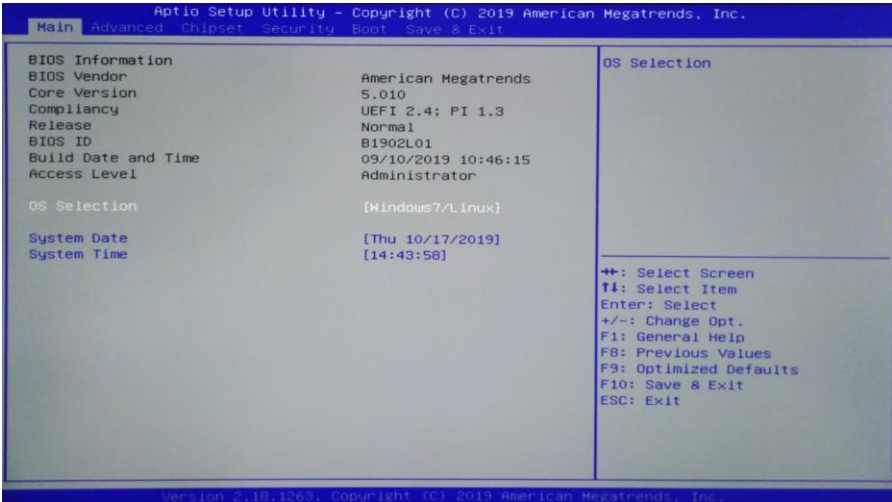 Aptio Setup Utility – Copyright (C) 2019 American Megatrends, Inc.
Main Advanced Chipset Security Boot Save & Exit
BIOS Information
BIOS Vendor American Megatrends
Core Version 5.010
Compliancy UEFI 2.4; PI 1.3
Release Normal
BIOS ID B1902L01
Build Date and Time 09/10/2019 10:46:15
Access Level Administrator
OS Selection [Windows7/Linux]
System Date [Thu 10/17/2019]
System Time [14:43:58]
OS Selection
→←: Select Screen
↑↓: Select Item
Enter: Select
+/-: Change Opt.
F1: General Help
F8: Previous Values
F9: Optimized Defaults
F10: Save & Exit
ESC: Exit
Version 2.18.1263. Copyright (C) 2019 American Megatrends, Inc.